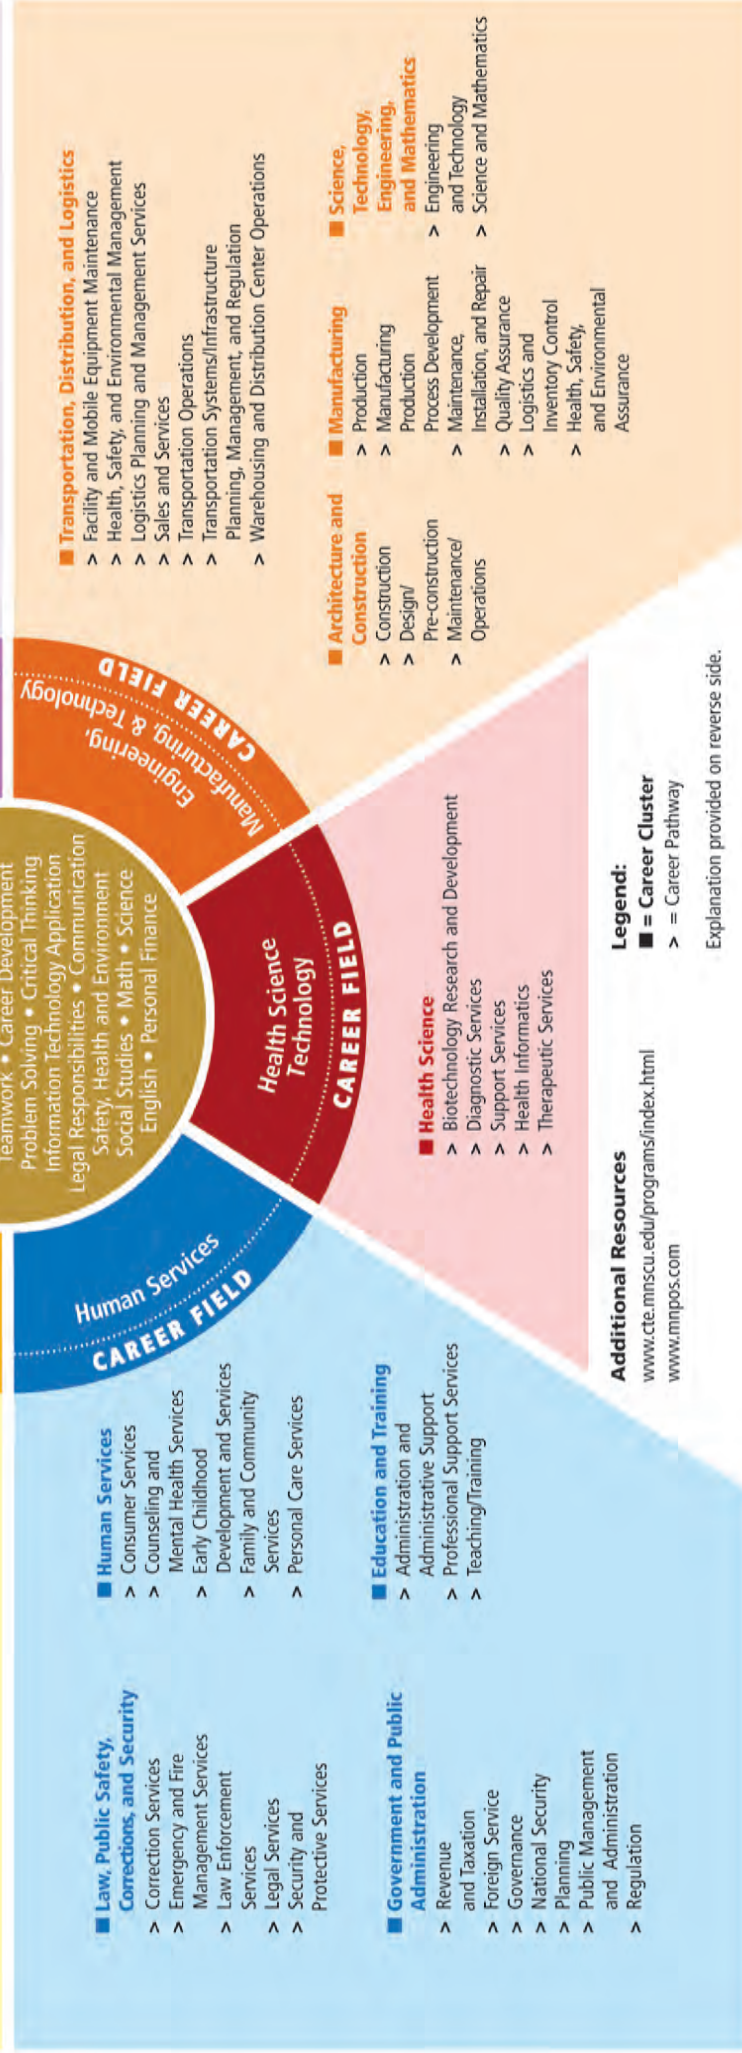 Teamwork • Career Development
Problem Solving • Critical Thinking
Information Technology Application
Legal Responsibilities • Communication
Safety, Health and Environment
Social Studies • Math • Science
English • Personal Finance
Human Services
CAREER FIELD
Health Science
Technology
CAREER FIELD
Engineering,
Manufacturing, & Technology
CAREER FIELD
■ Law, Public Safety,
Corrections, and Security
> Correction Services
> Emergency and Fire
Management Services
> Law Enforcement
Services
> Legal Services
> Security and
Protective Services
■ Human Services
> Consumer Services
> Counseling and
Mental Health Services
> Early Childhood
Development and Services
> Family and Community
Services
> Personal Care Services
■ Government and Public
Administration
> Revenue
and Taxation
> Foreign Service
> Governance
> National Security
> Planning
> Public Management
and Administration
> Regulation
■ Education and Training
> Administration and
Administrative Support
> Professional Support Services
> Teaching/Training
■ Health Science
> Biotechnology Research and Development
> Diagnostic Services
> Support Services
> Health Informatics
> Therapeutic Services
■ Transportation, Distribution, and Logistics
> Facility and Mobile Equipment Maintenance
> Health, Safety, and Environmental Management
> Logistics Planning and Management Services
> Sales and Services
> Transportation Operations
> Transportation Systems/Infrastructure
Planning, Management, and Regulation
> Warehousing and Distribution Center Operations
■ Architecture and
Construction
> Construction
> Design/
Pre-construction
> Maintenance/
Operations
■ Manufacturing
> Production
> Manufacturing
Production
Process Development
> Maintenance,
Installation, and Repair
> Quality Assurance
> Logistics and
Inventory Control
> Health, Safety,
and Environmental
Assurance
■ Science,
Technology,
Engineering,
and Mathematics
> Engineering
and Technology
> Science and Mathematics
Additional Resources
www.cte.mnscu.edu/programs/index.html
www.mnpos.com
Legend:
■ = Career Cluster
> = Career Pathway
Explanation provided on reverse side.